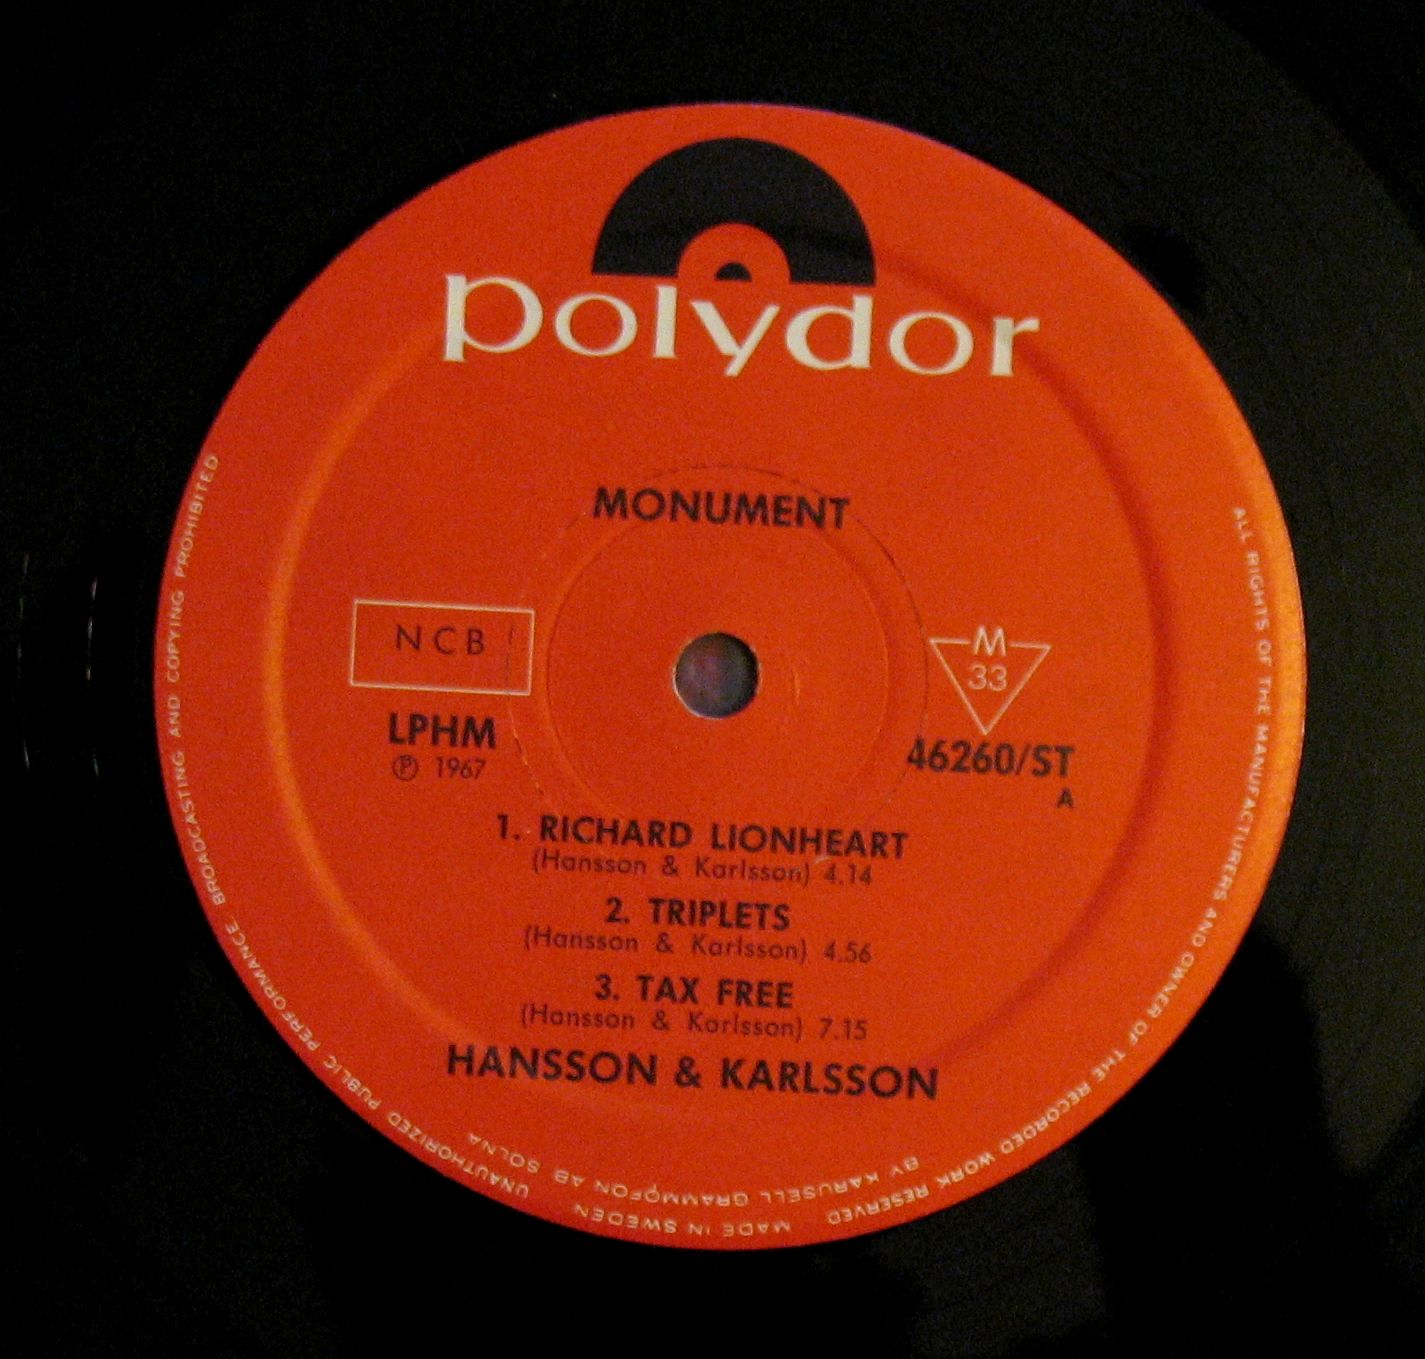 polydor
MONUMENT
NCB
M
33
LPHM
46260/ST
℗ 1967
A
1. RICHARD LIONHEART
(Hansson & Karlsson) 4.14
2. TRIPLETS
(Hansson & Karlsson) 4.56
3. TAX FREE
(Hansson & Karlsson) 7.15
HANSSON & KARLSSON
ALL RIGHTS OF THE MANUFACTURERS AND OWNER OF THE RECORDED WORK RESERVED
UNAUTHORIZED PUBLIC PERFORMANCE BROADCASTING AND COPYING PROHIBITED
BY KARUSELL GRAMMOFON AB SOLNA
MADE IN SWEDEN